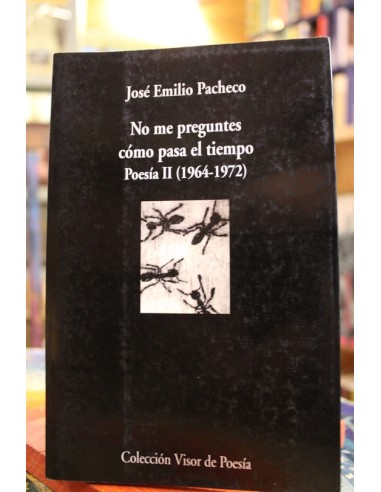 José Emilio Pacheco
No me preguntes
cómo pasa el tiempo
Poesía II (1964-1972)
Colección Visor de Poesía